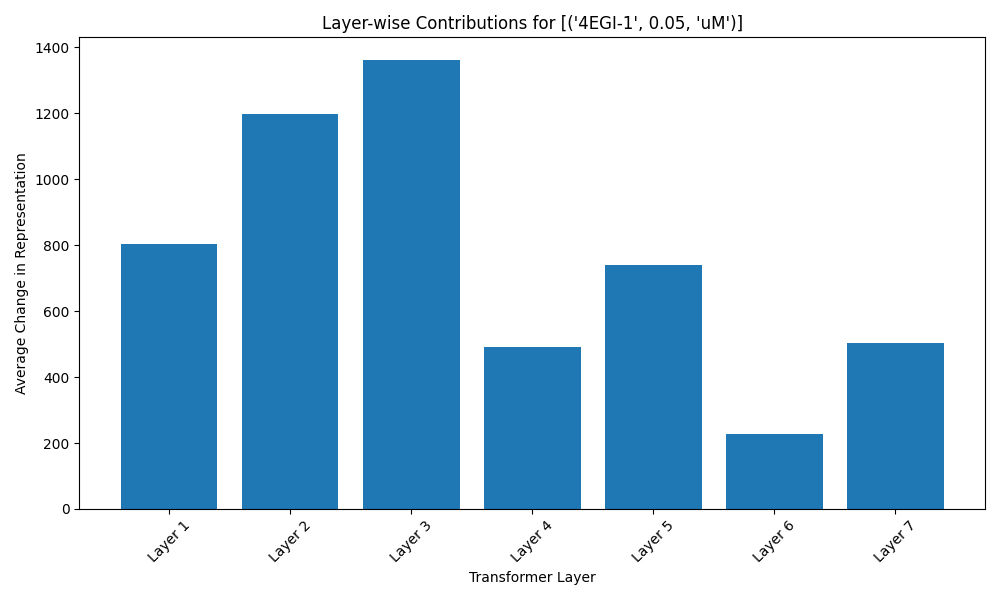 Layer-wise Contributions for [('4EGI-1', 0.05, 'uM')]
Average Change in Representation
1400
1200
1000
800
600
400
200
0
Layer 1
Layer 2
Layer 3
Layer 4
Layer 5
Layer 6
Layer 7
Transformer Layer